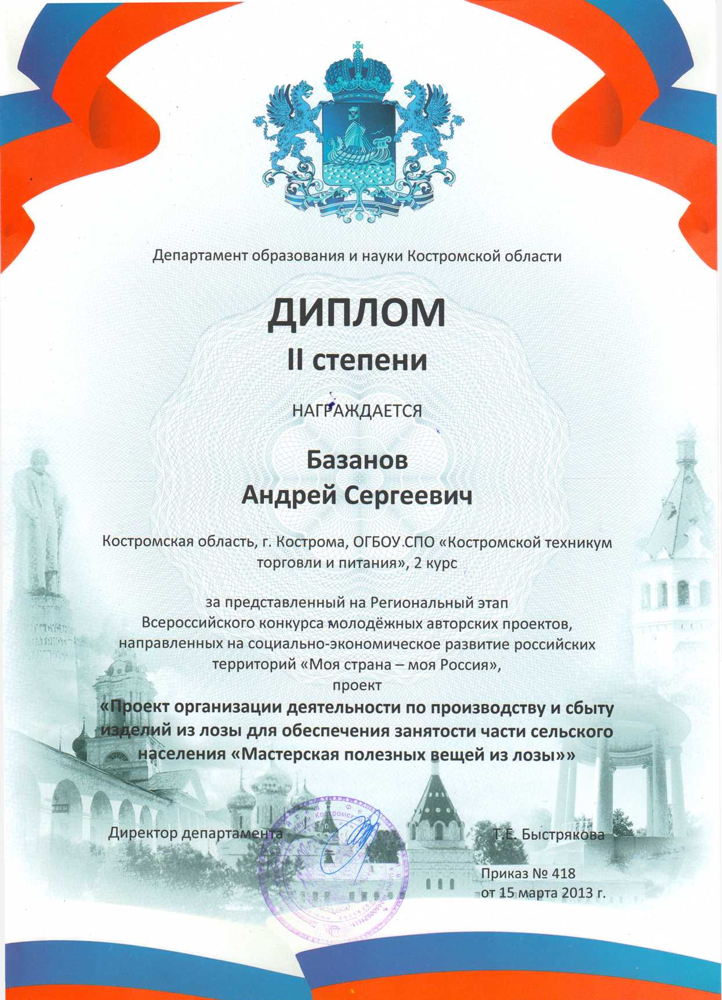 Департамент образования и науки Костромской области
ДИПЛОМ
II степени
НАГРАЖДАЕТСЯ
Базанов
Андрей Сергеевич
Костромская область, г. Кострома, ОГБОУ СПО «Костромской техникум
торговли и питания», 2 курс
за представленный на Региональный этап
Всероссийского конкурса молодёжных авторских проектов,
направленных на социально-экономическое развитие российских
территорий «Моя страна – моя Россия»,
проект
«Проект организации деятельности по производству и сбыту
изделий из лозы для обеспечения занятости части сельского
населения «Мастерская полезных вещей из лозы»»
Директор департамента
Т.Е. Быстрякова
Приказ № 418
от 15 марта 2013 г.